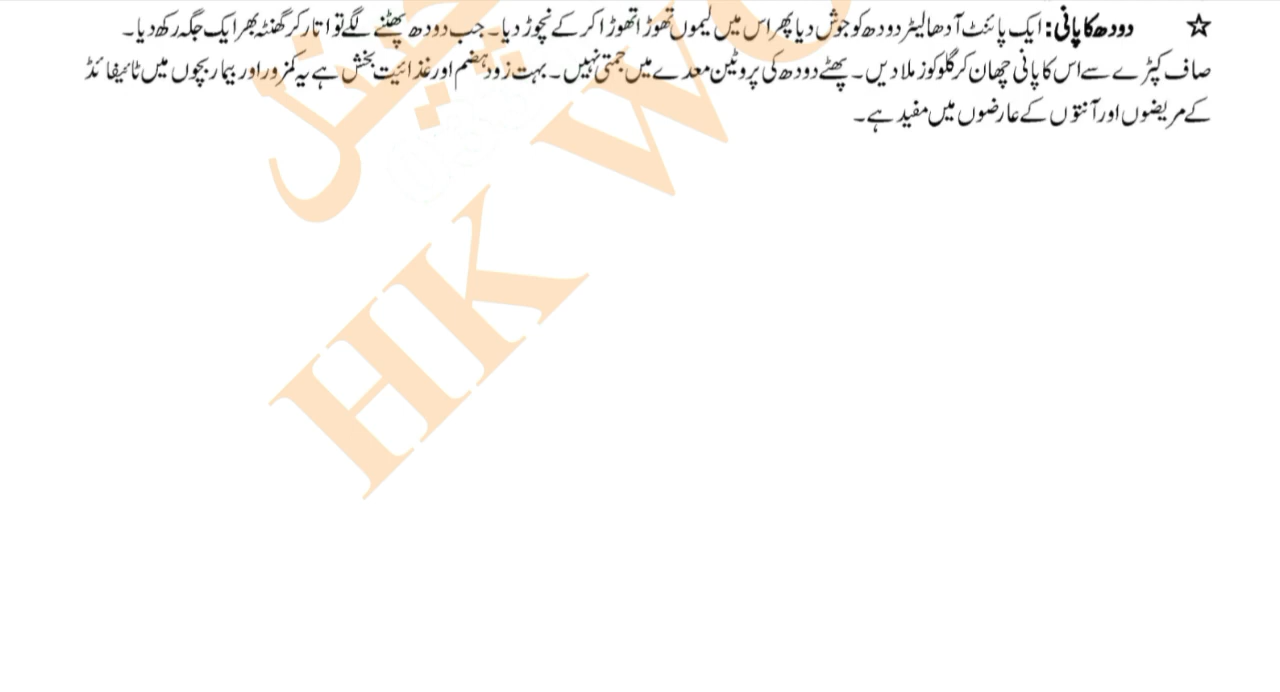 ☆ دودھ کا پانی: ایک پائنٹ آدھا لیٹر دودھ کو جوش دیا پھر اس میں لیموں تھوڑا تھوڑا کر کے نچوڑ دیا۔ جب دودھ پھٹنے لگے تو اتار کر گھنٹہ بھر ایک جگہ رکھ دیا۔
صاف کپڑے سے اس کا پانی چھان کر گلوکوز ملا دیں۔ پھٹے دودھ کی پروٹین معدے میں جمتی نہیں۔ بہت زود ہضم اور غذائیت بخش ہے یہ کمزور اور بیمار بچوں میں ٹائیفائڈ
کے مریضوں اور آنتوں کے عارضوں میں مفید ہے۔
HK W